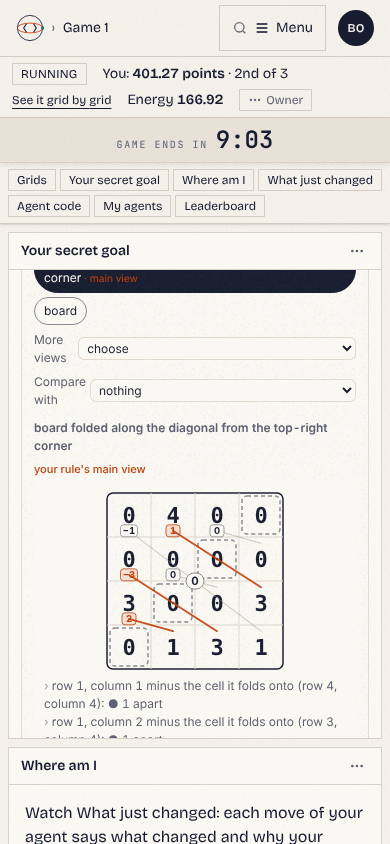 › Game 1
Menu
BO
RUNNING You: 401.27 points · 2nd of 3
See it grid by grid Energy 166.92 ··· Owner
GAME ENDS IN 9:03
Grids Your secret goal Where am I What just changed
Agent code My agents Leaderboard
Your secret goal ···
corner · main view
board
More views choose
Compare with nothing
board folded along the diagonal from the top-right
corner
your rule's main view
0 4 0 0
−1 1 0
0 0 0 0
−3 0 0
3 0 0 3
2
0 1 3 1
› row 1, column 1 minus the cell it folds onto (row 4,
column 4): ● 1 apart
› row 1, column 2 minus the cell it folds onto (row 3,
column 4): ● 1 apart
Where am I ···
Watch What just changed: each move of your
agent says what changed and why your